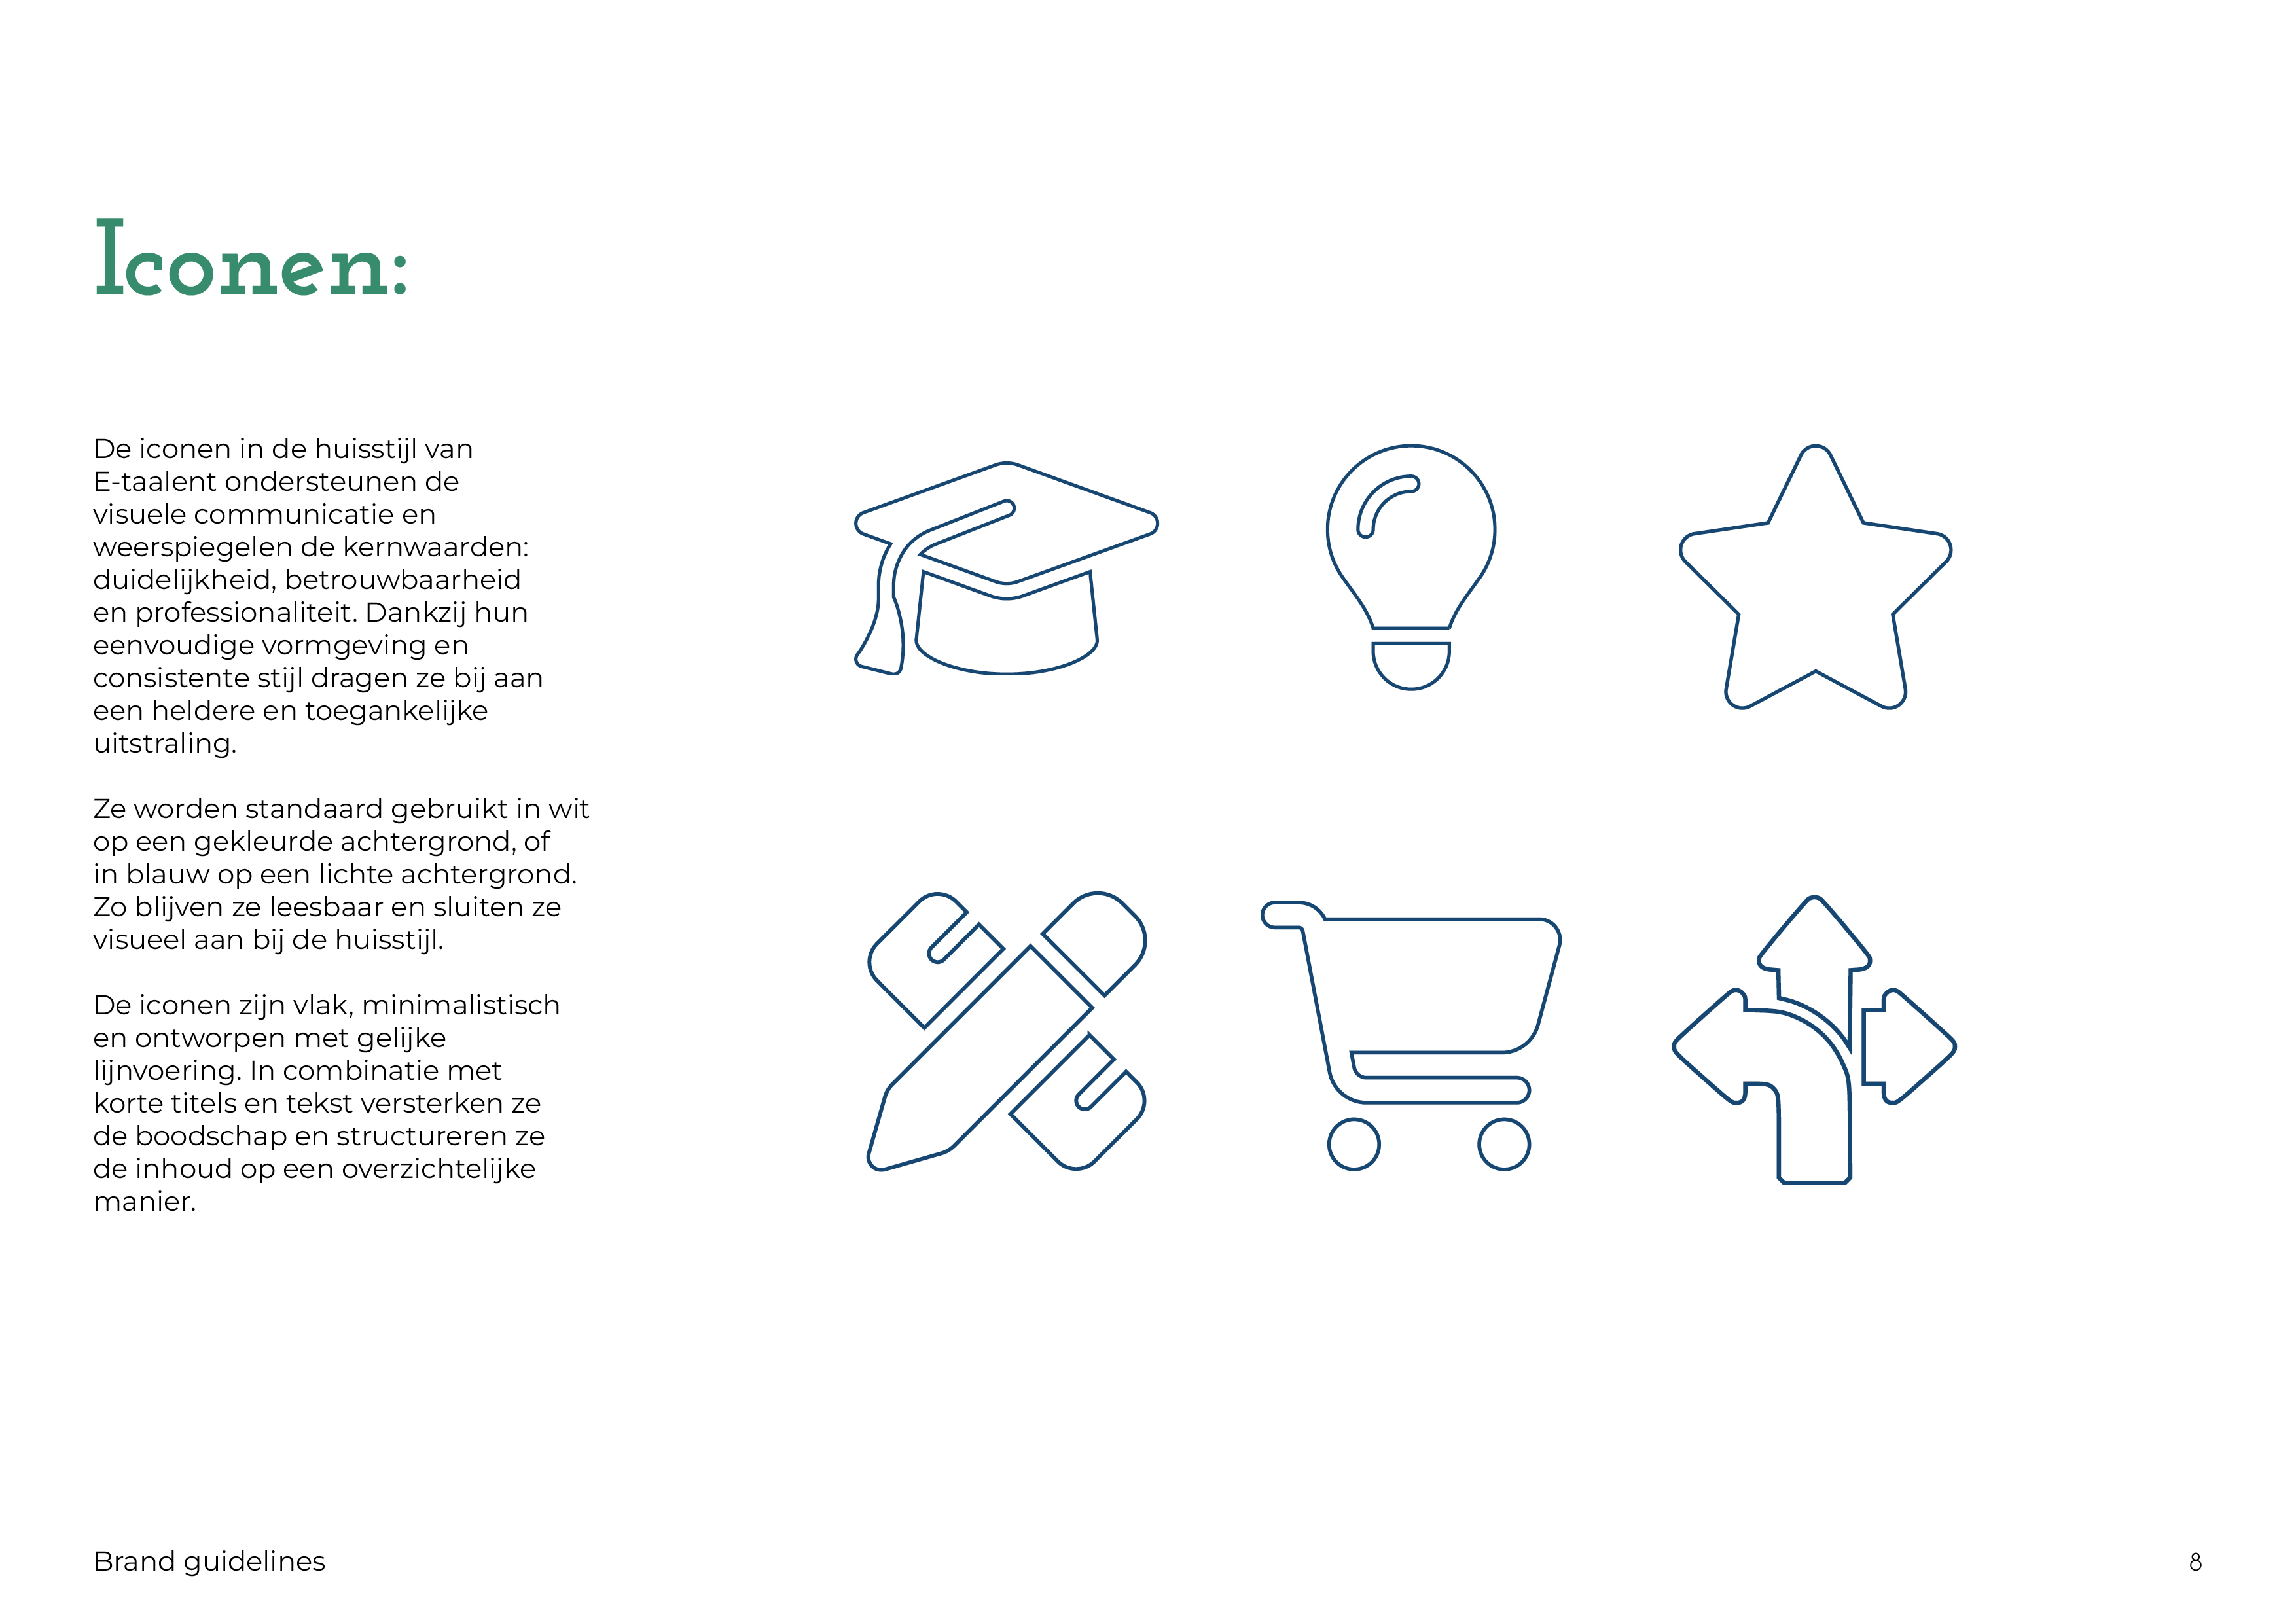 Iconen:
De iconen in de huisstijl van
E-taalent ondersteunen de
visuele communicatie en
weerspiegelen de kernwaarden:
duidelijkheid, betrouwbaarheid
en professionaliteit. Dankzij hun
eenvoudige vormgeving en
consistente stijl dragen ze bij aan
een heldere en toegankelijke
uitstraling.
Ze worden standaard gebruikt in wit
op een gekleurde achtergrond, of
in blauw op een lichte achtergrond.
Zo blijven ze leesbaar en sluiten ze
visueel aan bij de huisstijl.
De iconen zijn vlak, minimalistisch
en ontworpen met gelijke
lijnvoering. In combinatie met
korte titels en tekst versterken ze
de boodschap en structureren ze
de inhoud op een overzichtelijke
manier.
Brand guidelines
8